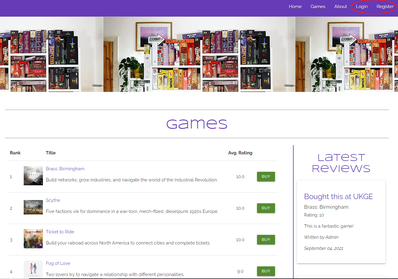 Home Games About Login Register
Games
Rank Title Avg. Rating
1 Brass: Birmingham
Build networks, grow industries, and navigate the world of the Industrial Revolution. 10.0 BUY
2 Scythe
Five factions vie for dominance in a war-torn, mech-filled, dieselpunk 1920s Europe. 10.0 BUY
3 Ticket to Ride
Build your railroad across North America to connect cities and complete tickets. 10.0 BUY
4 Fog of Love
Two lovers try to navigate a relationship with different personalities. 9.0 BUY
Latest
Reviews
Bought this at UKGE
Brass: Birmingham
Rating: 10
This is a fantastic game!
Written by Admin
September 04, 2021